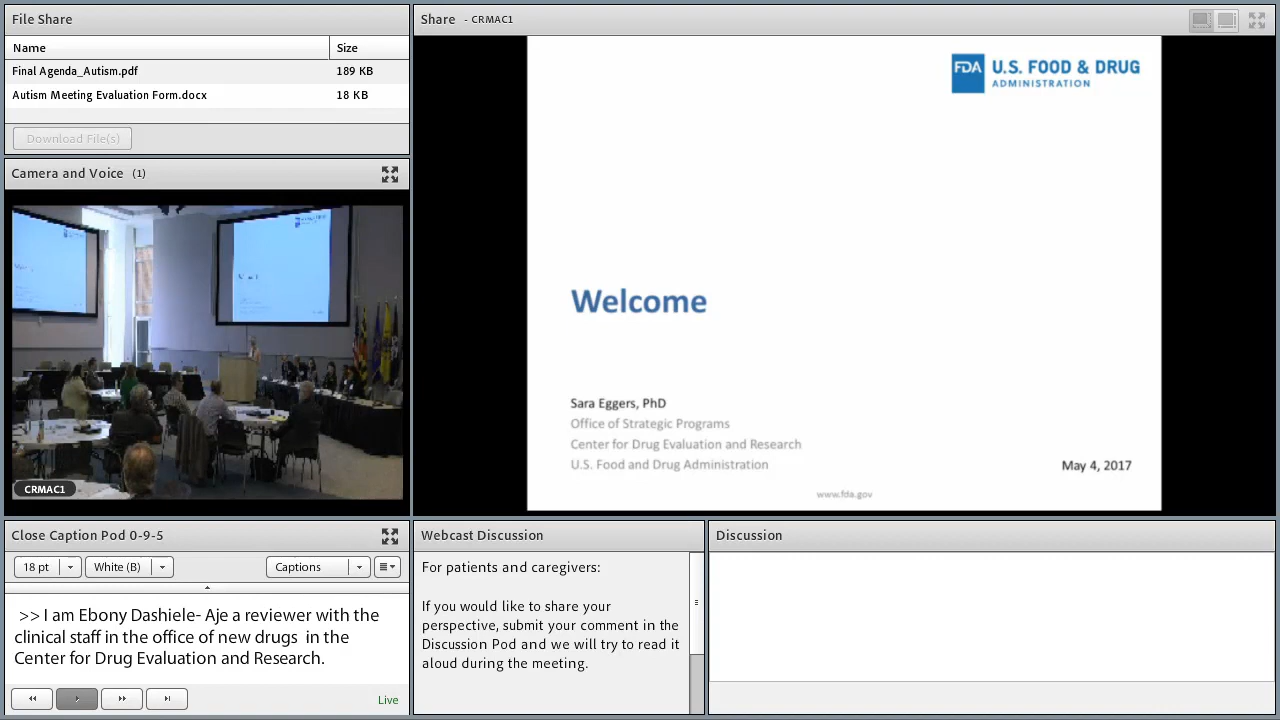 File Share
Name
Size
Final Agenda_Autism.pdf
189 KB
Autism Meeting Evaluation Form.docx
18 KB
Download File(s)
Camera and Voice (1)
CRMAC1
Share - CRMAC1
FDA
U.S. FOOD & DRUG
ADMINISTRATION
Welcome
Sara Eggers, PhD
Office of Strategic Programs
Center for Drug Evaluation and Research
U.S. Food and Drug Administration
May 4, 2017
www.fda.gov
Close Caption Pod 0-9-5
18 pt
White (B)
Captions
>> I am Ebony Dashiele- Aje a reviewer with the
clinical staff in the office of new drugs in the
Center for Drug Evaluation and Research.
Live
Webcast Discussion
For patients and caregivers:
If you would like to share your
perspective, submit your comment in the
Discussion Pod and we will try to read it
aloud during the meeting.
Discussion